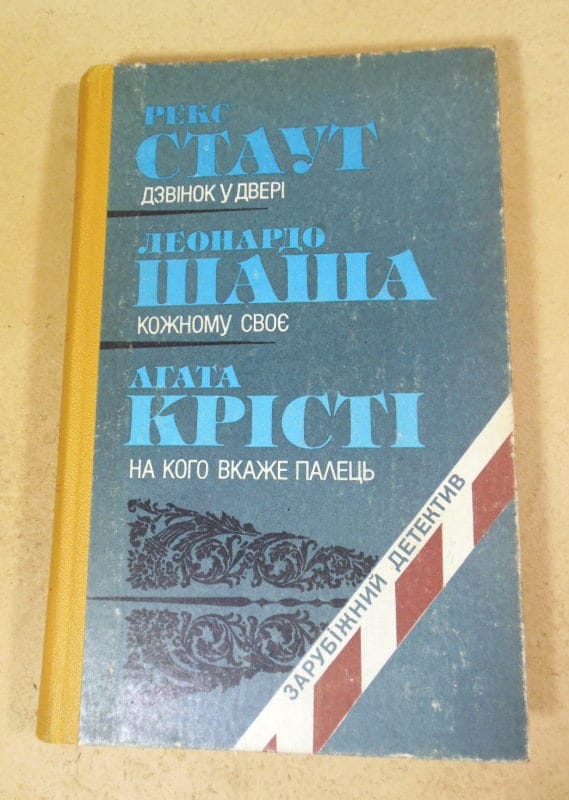 РЕКС
СТАУТ
ДЗВІНОК У ДВЕРІ
ЛЕОНАРДО
ШАША
КОЖНОМУ СВОЄ
АГАТА
КРІСТІ
НА КОГО ВКАЖЕ ПАЛЕЦЬ
ЗАРУБІЖНИЙ ДЕТЕКТИВ